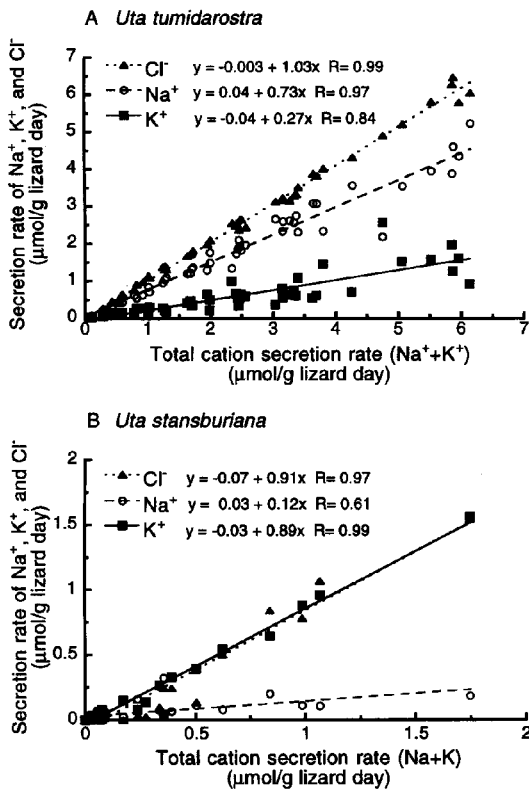 A Uta tumidarostra
Cl⁻ y = -0.003 + 1.03x R= 0.99
Na⁺ y = 0.04 + 0.73x R= 0.97
K⁺ y = -0.04 + 0.27x R= 0.84
Secretion rate of Na⁺, K⁺, and Cl⁻
(μmol/g lizard day)
7
6
5
4
3
2
1
0
0 1 2 3 4 5 6 7
Total cation secretion rate (Na⁺+K⁺)
(μmol/g lizard day)
B Uta stansburiana
Cl⁻ y = -0.07 + 0.91x R= 0.97
Na⁺ y = 0.03 + 0.12x R= 0.61
K⁺ y = -0.03 + 0.89x R= 0.99
Secretion rate of Na⁺, K⁺, and Cl⁻
(μmol/g lizard day)
2
1.5
1
0.5
0
0 0.5 1 1.5 2
Total cation secretion rate (Na+K)
(μmol/g lizard day)